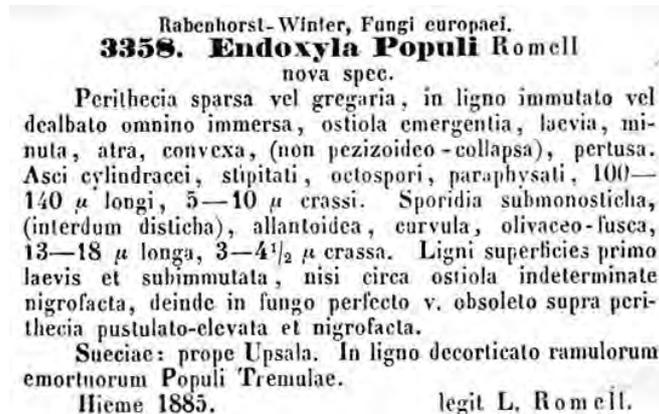 Rabenhorst-Winter, Fungi europaei.
3358. Endoxyla Populi Romell
nova spec.
Perithecia sparsa vel gregaria, in ligno immutato vel
dealbato omnino immersa, ostiola emergentia, laevia, mi-
nuta, atra, convexa, (non pezizoideo-collapsa), pertusa.
Asci cylindracei, stipitati, octospori, paraphysati, 100—
140 µ longi, 5—10 µ crassi. Sporidia submonosticha,
(interdum disticha), allantoidea, curvula, olivaceo-fusca,
13—18 µ longa, 3—4½ µ crassa. Ligni superficies primo
laevis et subimmutata, nisi circa ostiola indeterminate
nigrofacta, deinde in fungo perfecto v. obsoleto supra peri-
thecia pustulato-elevata et nigrofacta.
Sueciae: prope Upsala. In ligno decorticato ramulorum
emortuorum Populi Tremulae.
Hieme 1885. legit L. Romell.